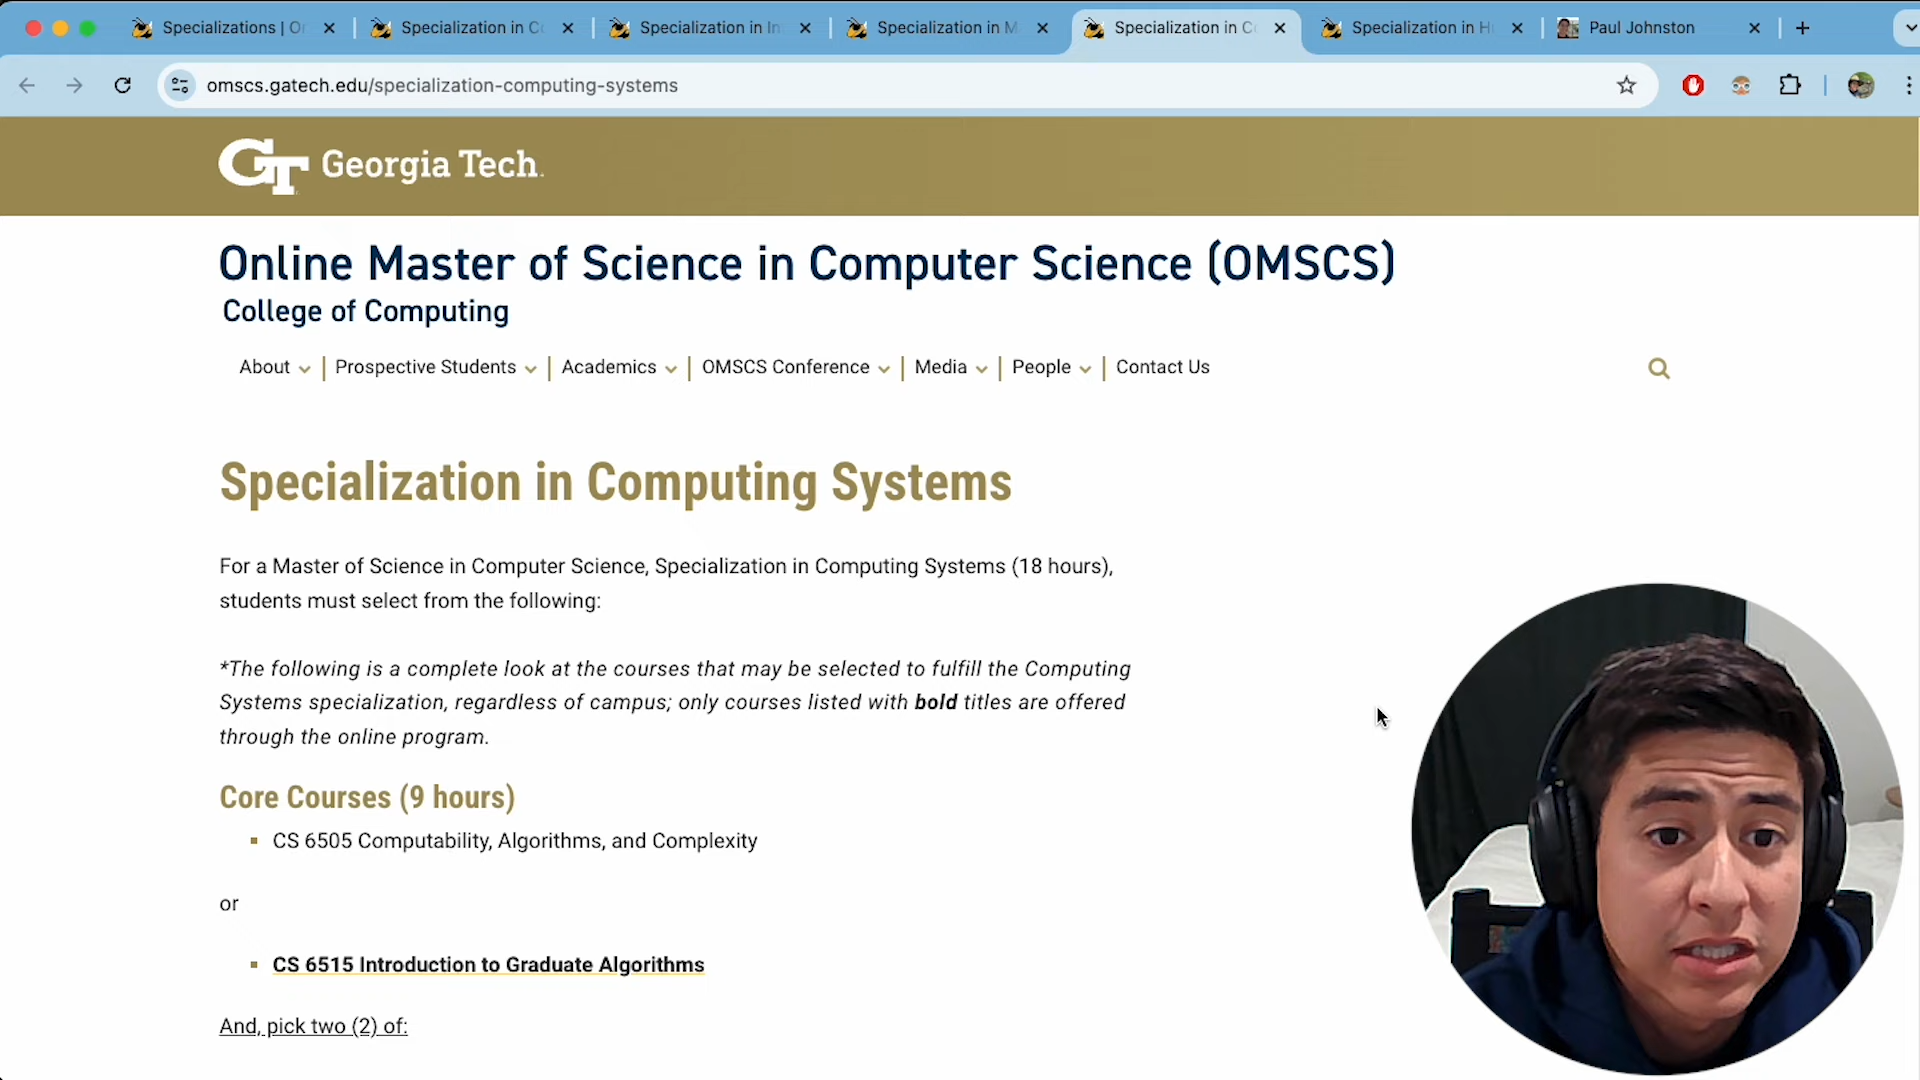 Specializations | Or
Specialization in Co
Specialization in In
Specialization in M
Specialization in Co
Specialization in Hu
Paul Johnston
omscs.gatech.edu/specialization-computing-systems
GT Georgia Tech.
Online Master of Science in Computer Science (OMSCS)
College of Computing
About | Prospective Students | Academics | OMSCS Conference | Media | People | Contact Us
Specialization in Computing Systems
For a Master of Science in Computer Science, Specialization in Computing Systems (18 hours),
students must select from the following:
*The following is a complete look at the courses that may be selected to fulfill the Computing
Systems specialization, regardless of campus; only courses listed with bold titles are offered
through the online program.
Core Courses (9 hours)
CS 6505 Computability, Algorithms, and Complexity
or
CS 6515 Introduction to Graduate Algorithms
And, pick two (2) of: